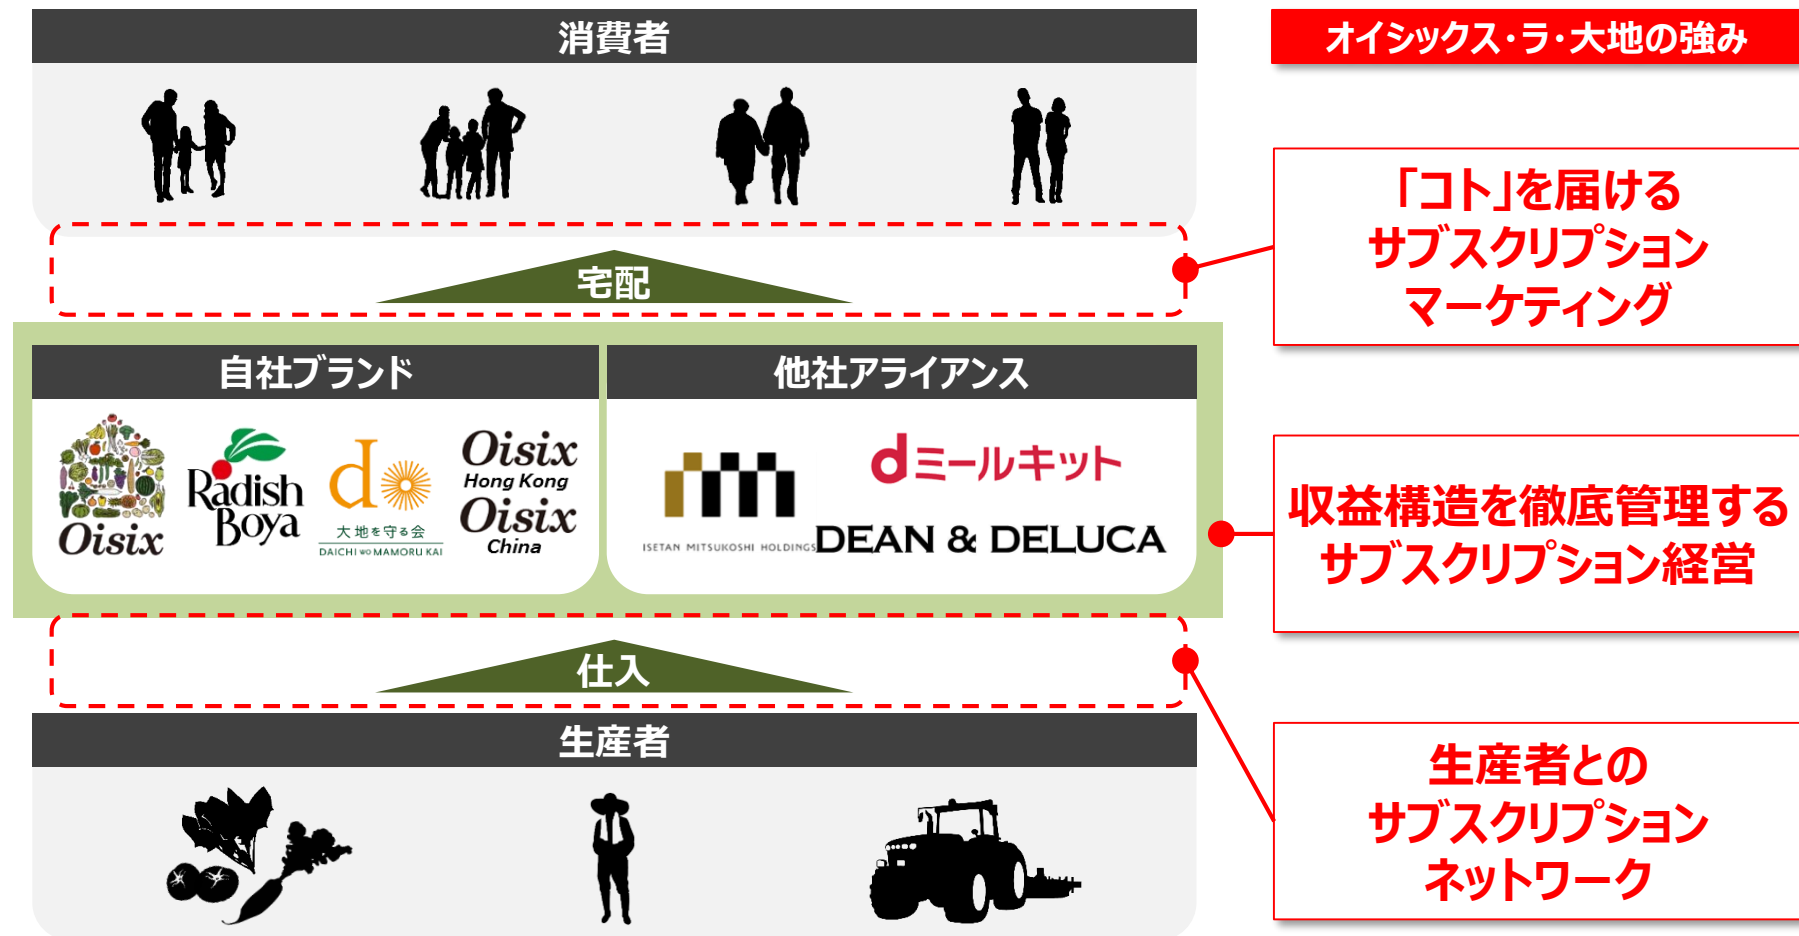 消費者
オイシックス・ラ・大地の強み
「コト」を届ける
サブスクリプション
マーケティング
宅配
自社ブランド
他社アライアンス
Oisix
Radish
Boya
do
大地を守る会
DAICHI wo MAMORU KAI
Oisix
Hong Kong
Oisix
China
ISETAN MITSUKOSHI HOLDINGS
dミールキット
DEAN & DELUCA
収益構造を徹底管理する
サブスクリプション経営
仕入
生産者
生産者との
サブスクリプション
ネットワーク